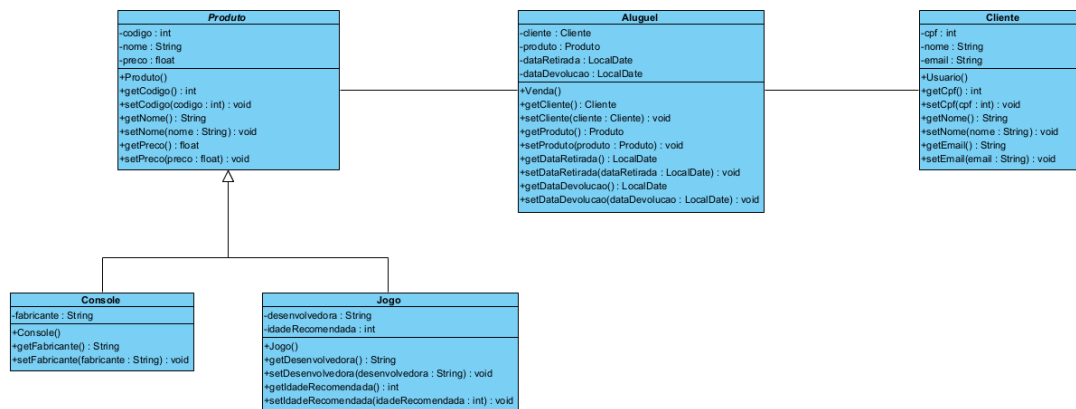 Produto
-codigo : int
-nome : String
-preco : float
+Produto()
+getCodigo() : int
+setCodigo(codigo : int) : void
+getNome() : String
+setNome(nome : String) : void
+getPreco() : float
+setPreco(preco : float) : void
Aluguel
-cliente : Cliente
-produto : Produto
-dataRetirada : LocalDate
-dataDevolucao : LocalDate
+Venda()
+getCliente() : Cliente
+setCliente(cliente : Cliente) : void
+getProduto() : Produto
+setProduto(produto : Produto) : void
+getDataRetirada() : LocalDate
+setDataRetirada(dataRetirada : LocalDate) : void
+getDataDevolucao() : LocalDate
+setDataDevolucao(dataDevolucao : LocalDate) : void
Cliente
-cpf : int
-nome : String
-email : String
+Usuario()
+getCpf() : int
+setCpf(cpf : int) : void
+getNome() : String
+setNome(nome : String) : void
+getEmail() : String
+setEmail(email : String) : void
Console
-fabricante : String
+Console()
+getFabricante() : String
+setFabricante(fabricante : String) : void
Jogo
-desenvolvedora : String
-idadeRecomendada : int
+Jogo()
+getDesenvolvedora() : String
+setDesenvolvedora(desenvolvedora : String) : void
+getIdadeRecomendada() : int
+setIdadeRecomendada(idadeRecomendada : int) : void